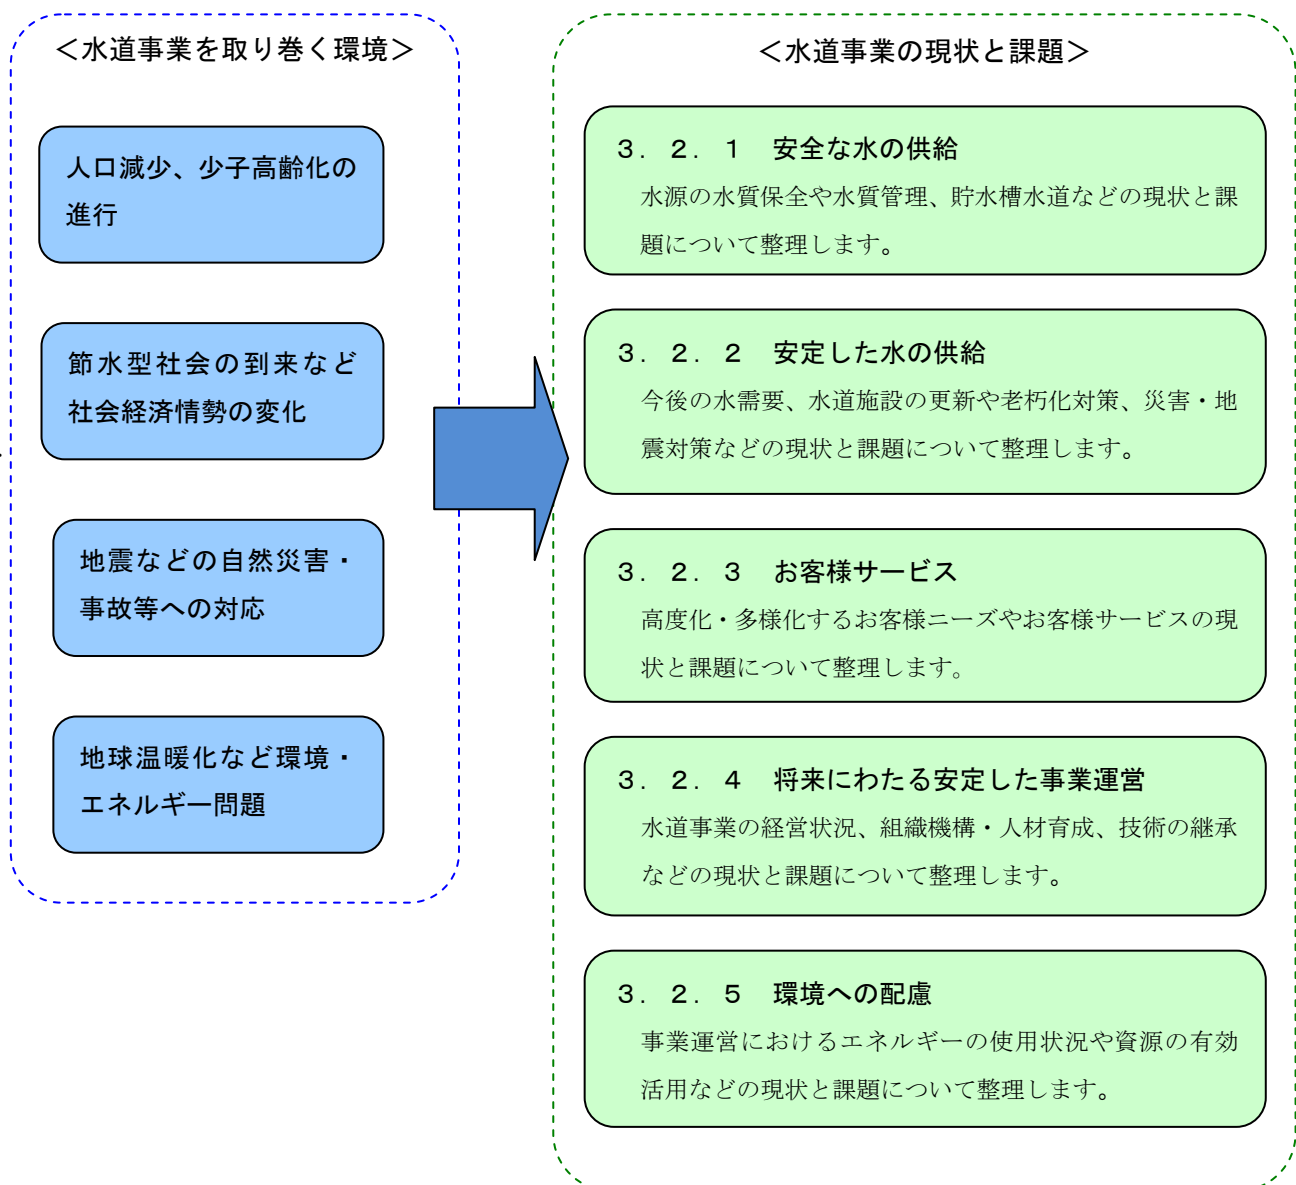 ＜水道事業を取り巻く環境＞
人口減少、少子高齢化の
進行
節水型社会の到来など
社会経済情勢の変化
地震などの自然災害・
事故等への対応
地球温暖化など環境・
エネルギー問題
＜水道事業の現状と課題＞
３．２．１　安全な水の供給
水源の水質保全や水質管理、貯水槽水道などの現状と課
題について整理します。
３．２．２　安定した水の供給
今後の水需要、水道施設の更新や老朽化対策、災害・地
震対策などの現状と課題について整理します。
３．２．３　お客様サービス
高度化・多様化するお客様ニーズやお客様サービスの現
状と課題について整理します。
３．２．４　将来にわたる安定した事業運営
水道事業の経営状況、組織機構・人材育成、技術の継承
などの現状と課題について整理します。
３．２．５　環境への配慮
事業運営におけるエネルギーの使用状況や資源の有効
活用などの現状と課題について整理します。